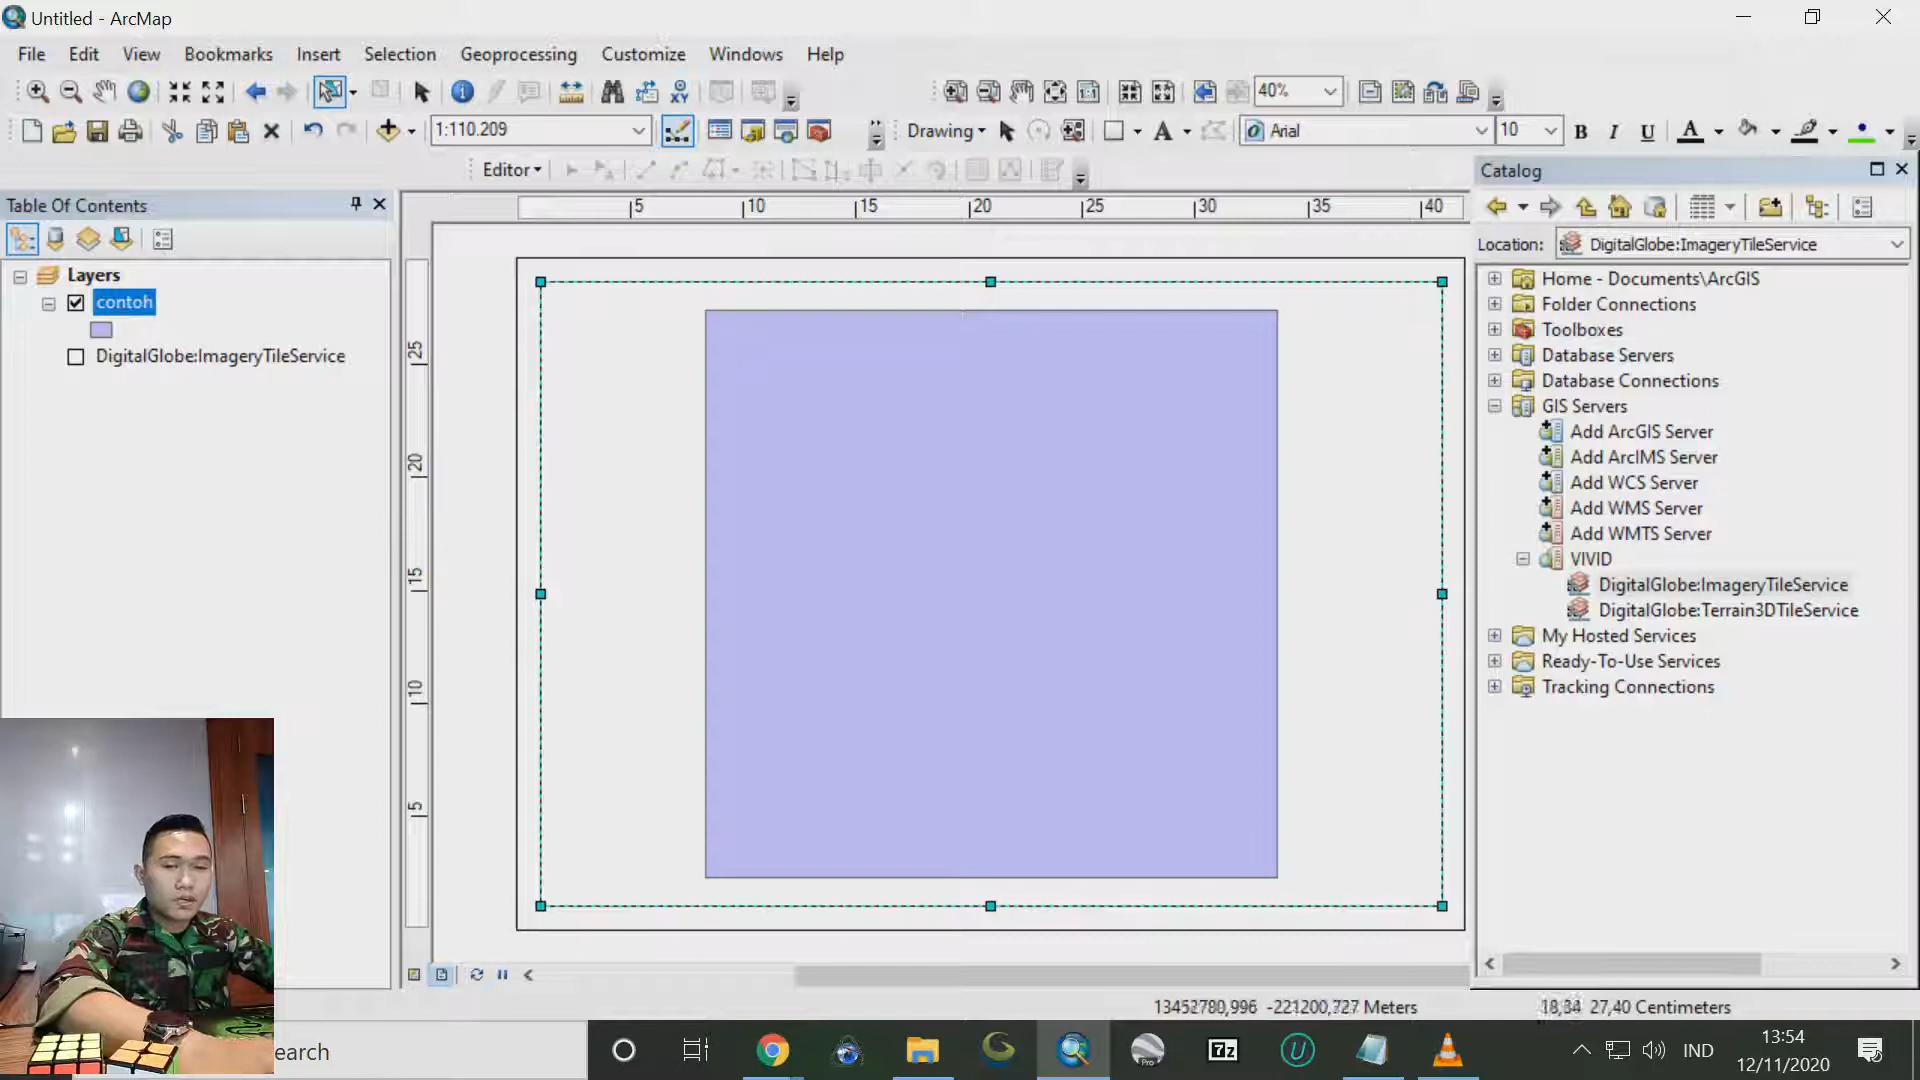 Untitled - ArcMap
File Edit View Bookmarks Insert Selection Geoprocessing Customize Windows Help
40%
1:110.209 Drawing Arial 10 B I U A
Editor
Table Of Contents
Layers
contoh
DigitalGlobe:ImageryTileService
5 10 15 20 25 30 35 40
25
20
15
10
5
Catalog
Location: DigitalGlobe:ImageryTileService
Home - Documents\ArcGIS
Folder Connections
Toolboxes
Database Servers
Database Connections
GIS Servers
Add ArcGIS Server
Add ArcIMS Server
Add WCS Server
Add WMS Server
Add WMTS Server
VIVID
DigitalGlobe:ImageryTileService
DigitalGlobe:Terrain3DTileService
My Hosted Services
Ready-To-Use Services
Tracking Connections
13452780,996 -221200,727 Meters
18,34 27,40 Centimeters
earch
Pro
7z
U
IND
13:54
12/11/2020